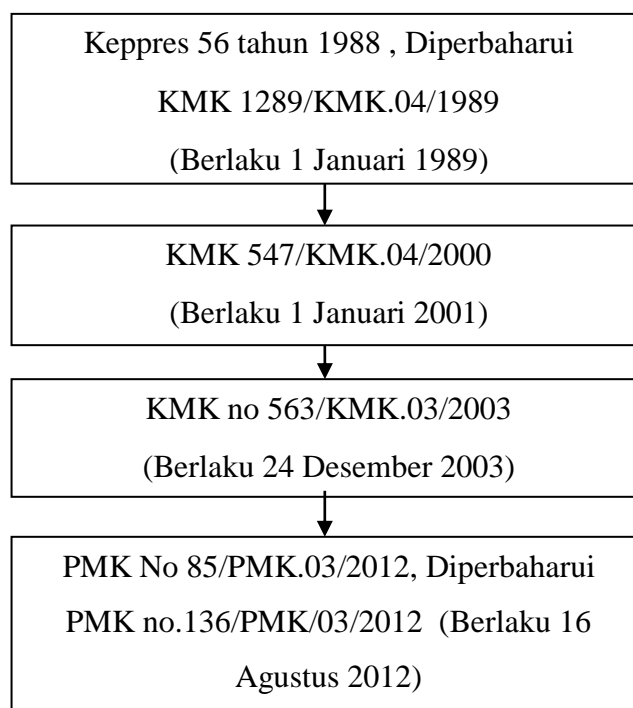 Keppres 56 tahun 1988 , Diperbaharui
KMK 1289/KMK.04/1989
(Berlaku 1 Januari 1989)
KMK 547/KMK.04/2000
(Berlaku 1 Januari 2001)
KMK no 563/KMK.03/2003
(Berlaku 24 Desember 2003)
PMK No 85/PMK.03/2012, Diperbaharui
PMK no.136/PMK/03/2012 (Berlaku 16
Agustus 2012)